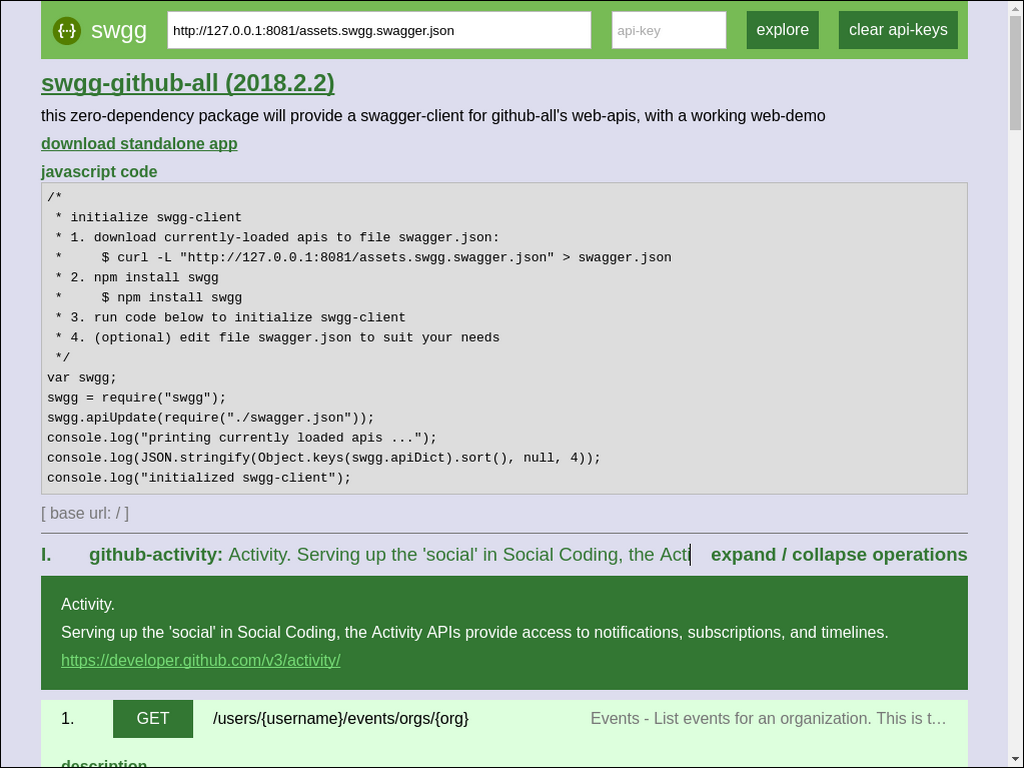 {··} swgg http://127.0.0.1:8081/assets.swgg.swagger.json api-key explore clear api-keys
swgg-github-all (2018.2.2)
this zero-dependency package will provide a swagger-client for github-all's web-apis, with a working web-demo
download standalone app
javascript code
/*
 * initialize swgg-client
 * 1. download currently-loaded apis to file swagger.json:
 *     $ curl -L "http://127.0.0.1:8081/assets.swgg.swagger.json" > swagger.json
 * 2. npm install swgg
 *     $ npm install swgg
 * 3. run code below to initialize swgg-client
 * 4. (optional) edit file swagger.json to suit your needs
 */
var swgg;
swgg = require("swgg");
swgg.apiUpdate(require("./swagger.json"));
console.log("printing currently loaded apis ...");
console.log(JSON.stringify(Object.keys(swgg.apiDict).sort(), null, 4));
console.log("initialized swgg-client");
[ base url: / ]
I. github-activity: Activity. Serving up the 'social' in Social Coding, the Acti expand / collapse operations
Activity.
Serving up the 'social' in Social Coding, the Activity APIs provide access to notifications, subscriptions, and timelines.
https://developer.github.com/v3/activity/
1. GET /users/{username}/events/orgs/{org} Events - List events for an organization. This is t…
description